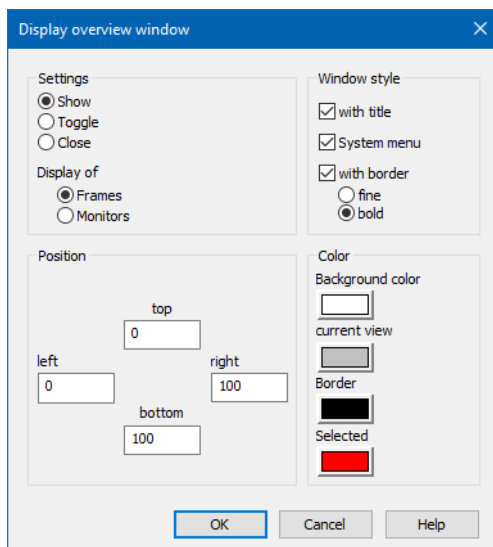 Display overview window
Settings
Show
Toggle
Close
Display of
Frames
Monitors
Window style
with title
System menu
with border
fine
bold
Position
top
0
left
0
right
100
bottom
100
Color
Background color
current view
Border
Selected
OK
Cancel
Help